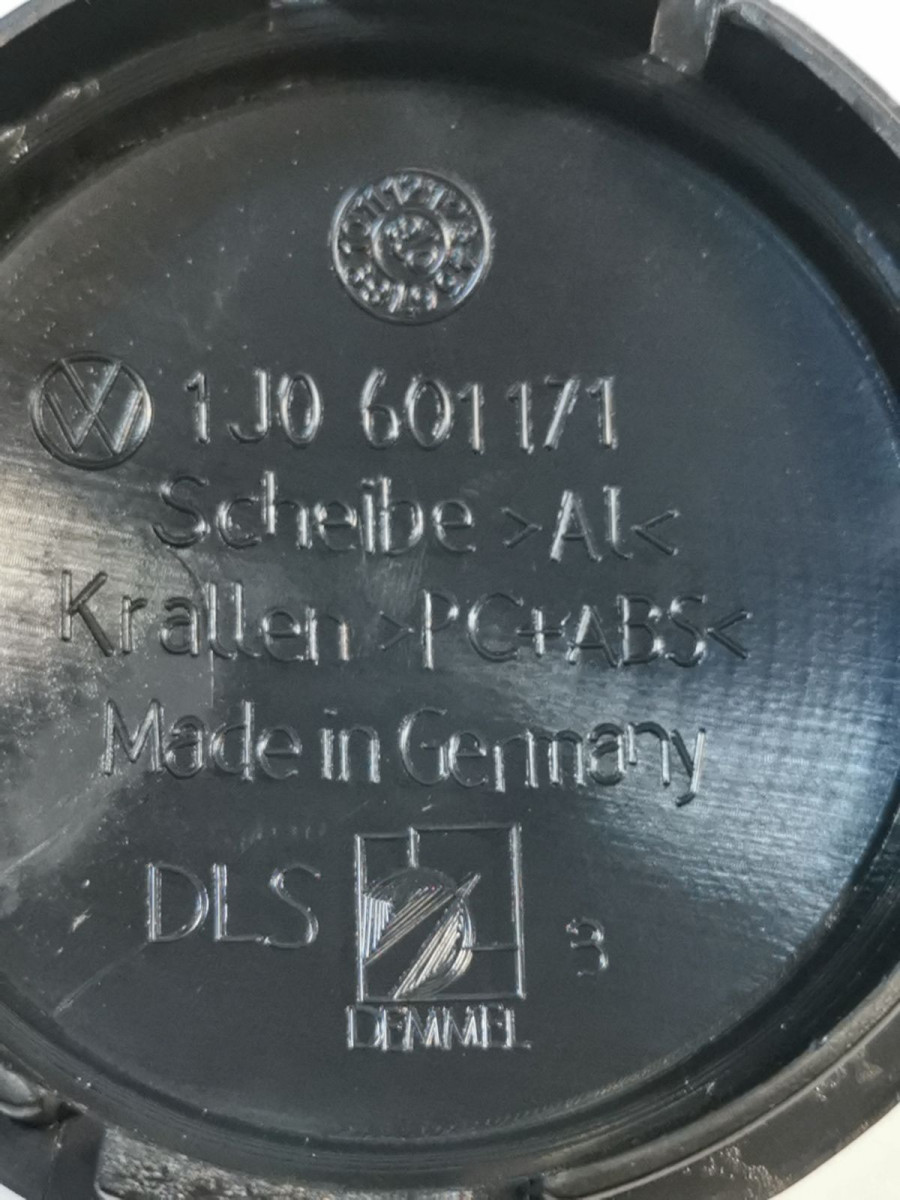 1J0 601 171
Scheibe >Al<
Krallen >PC+ABS<
Made in Germany
DLS 3
DEMMEL